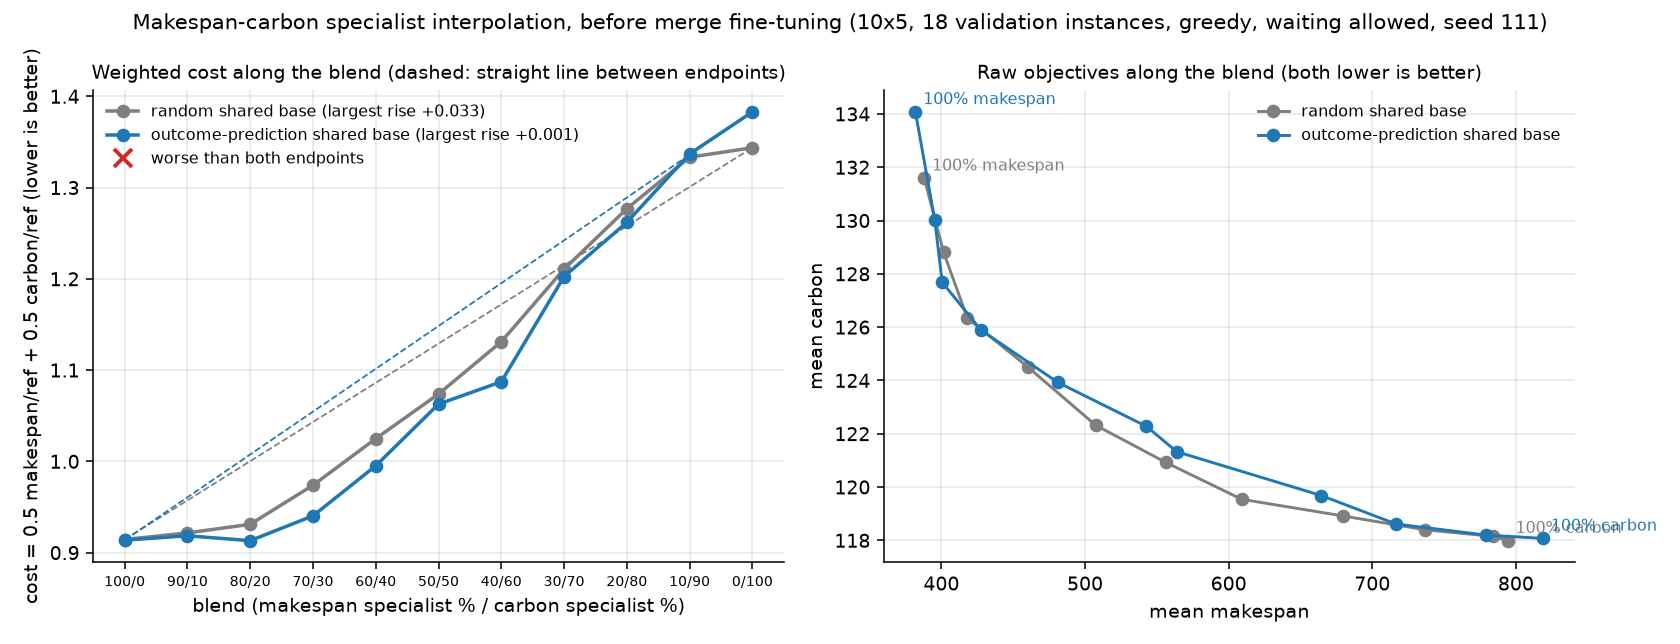 Makespan-carbon specialist interpolation, before merge fine-tuning (10x5, 18 validation instances, greedy, waiting allowed, seed 111)
Weighted cost along the blend (dashed: straight line between endpoints)
cost = 0.5 makespan/ref + 0.5 carbon/ref (lower is better)
1.4
1.3
1.2
1.1
1.0
0.9
random shared base (largest rise +0.033)
outcome-prediction shared base (largest rise +0.001)
worse than both endpoints
100/0 90/10 80/20 70/30 60/40 50/50 40/60 30/70 20/80 10/90 0/100
blend (makespan specialist % / carbon specialist %)
Raw objectives along the blend (both lower is better)
mean carbon
134
132
130
128
126
124
122
120
118
100% makespan
100% makespan
random shared base
outcome-prediction shared base
100% carbon
100% carbon
400 500 600 700 800
mean makespan